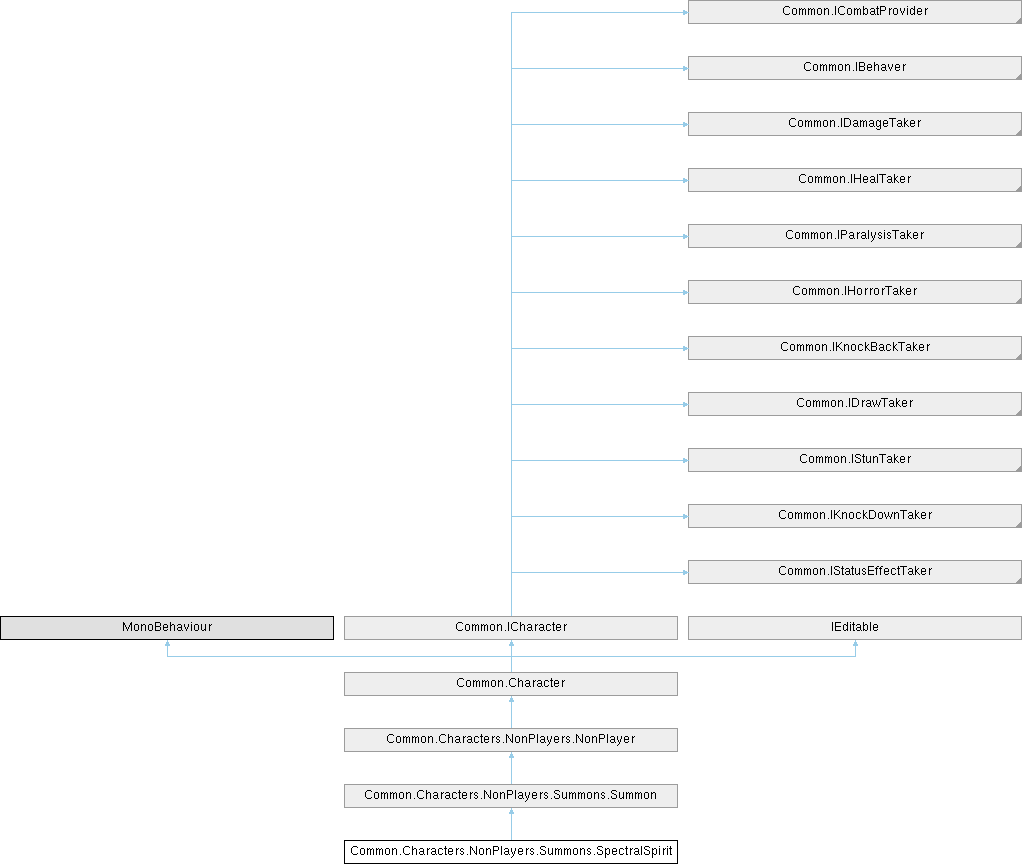 Common.ICombatProvider
Common.IBehaver
Common.IDamageTaker
Common.IHealTaker
Common.IParalysisTaker
Common.IHorrorTaker
Common.IKnockBackTaker
Common.IDrawTaker
Common.IStunTaker
Common.IKnockDownTaker
Common.IStatusEffectTaker
MonoBehaviour
Common.ICharacter
IEditable
Common.Character
Common.Characters.NonPlayers.NonPlayer
Common.Characters.NonPlayers.Summons.Summon
Common.Characters.NonPlayers.Summons.SpectralSpirit